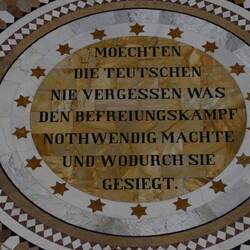 MOECHTEN
DIE TEUTSCHEN
NIE VERGESSEN WAS
DEN BEFREIUNGSKAMPF
NOTHWENDIG MACHTE
UND WODURCH SIE
GESIEGT.